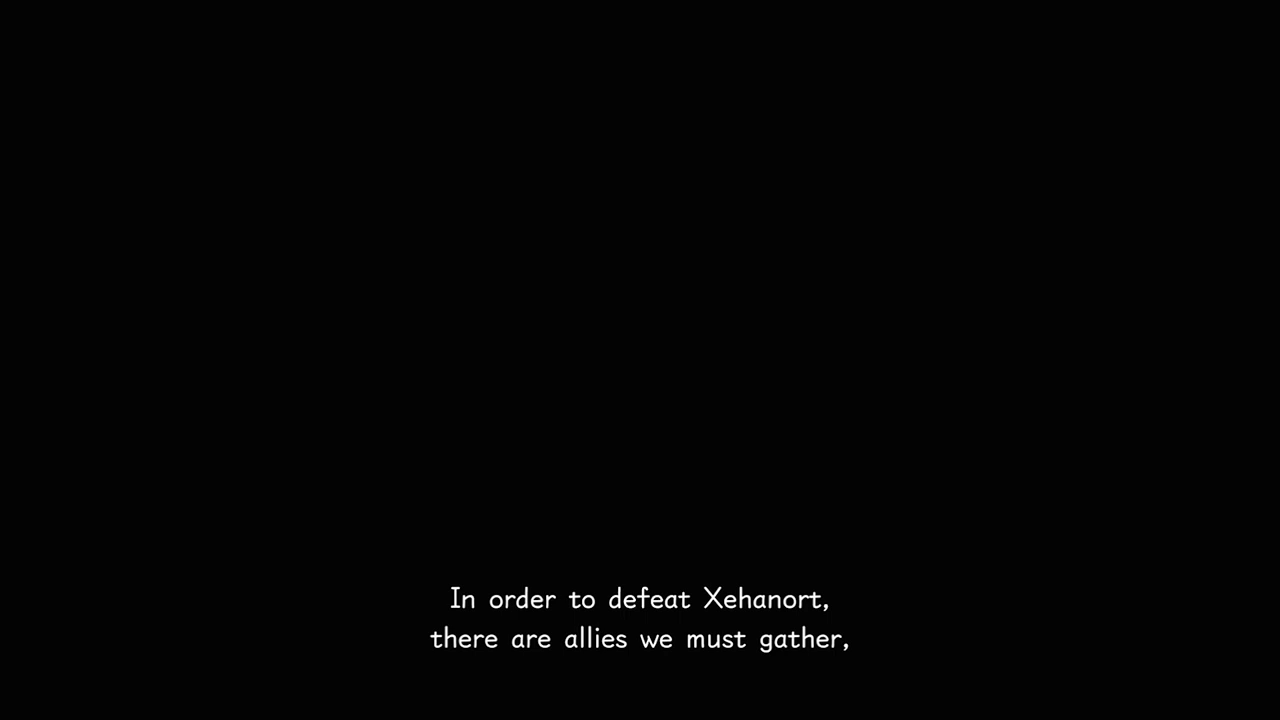 In order to defeat Xehanort,
there are allies we must gather,